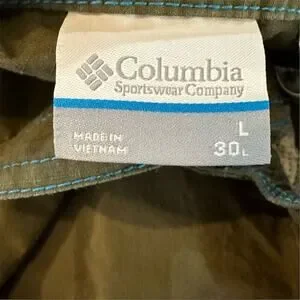 Columbia
Sportswear Company
MADE IN
VIETNAM
L
30L